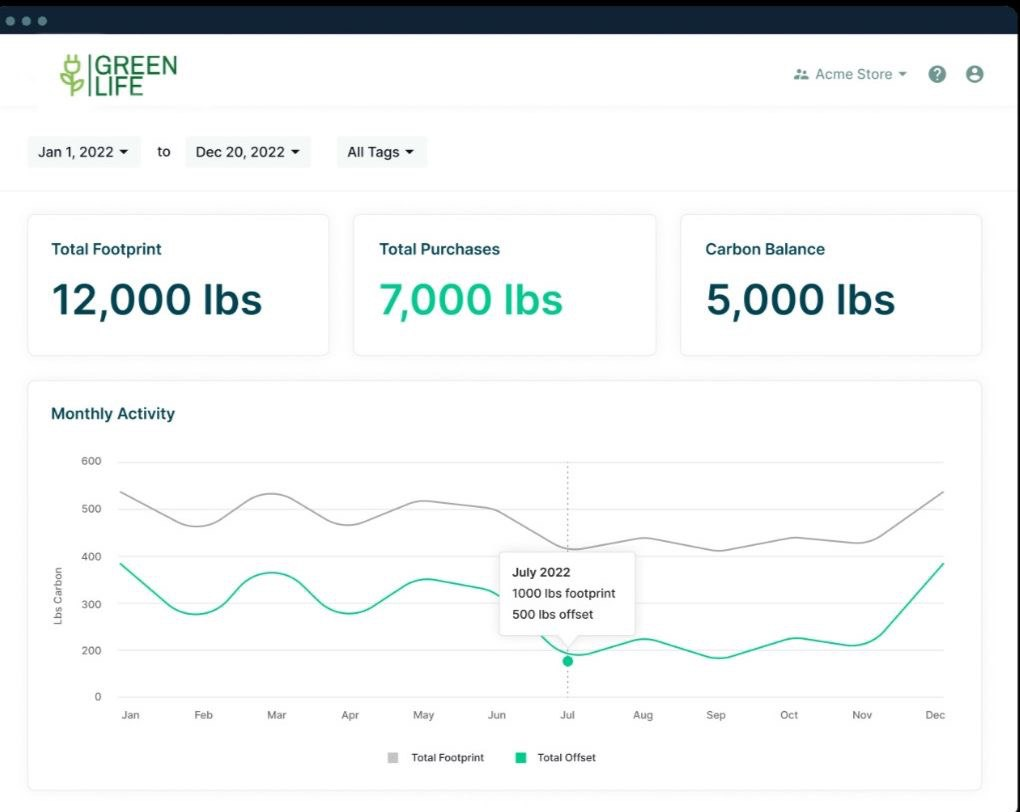 GREEN
LIFE
Acme Store
?
Jan 1, 2022 to Dec 20, 2022 All Tags
Total Footprint
12,000 lbs
Total Purchases
7,000 lbs
Carbon Balance
5,000 lbs
Monthly Activity
Lbs Carbon
600
500
400
300
200
0
July 2022
1000 lbs footprint
500 lbs offset
Jan Feb Mar Apr May Jun Jul Aug Sep Oct Nov Dec
Total Footprint Total Offset